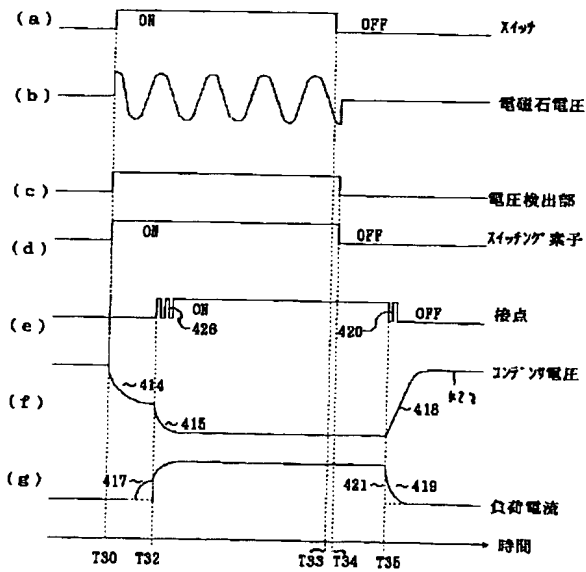 (a) ON OFF スイッチ
(b) 電磁石電圧
(c) 電圧検出部
(d) ON OFF スイッチング素子
(e) ON 426 420 OFF 接点
(f) 414 415 418 コンデンサ電圧
(g) 417 421 419 負荷電流
時間
T30 T32 T33 T34 T35